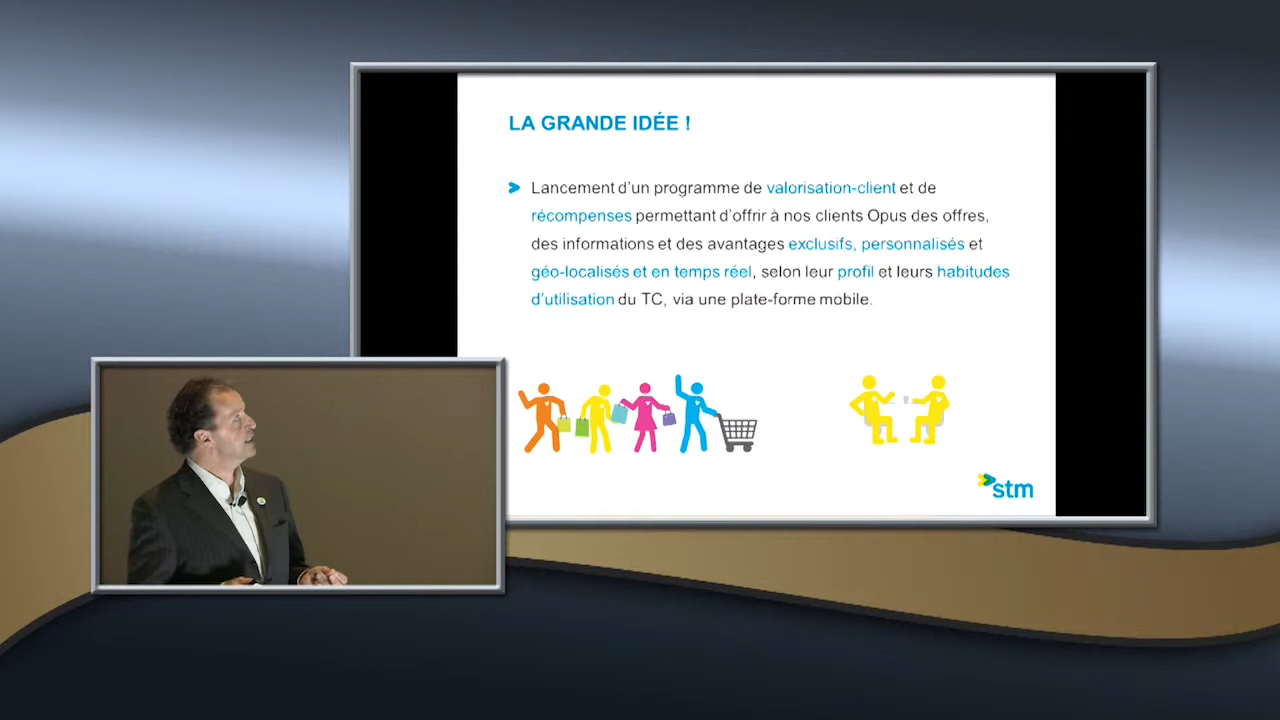 LA GRANDE IDÉE !
Lancement d'un programme de valorisation-client et de
récompenses permettant d'offrir à nos clients Opus des offres,
des informations et des avantages exclusifs, personnalisés et
géo-localisés et en temps réel, selon leur profil et leurs habitudes
d'utilisation du TC, via une plate-forme mobile.
stm